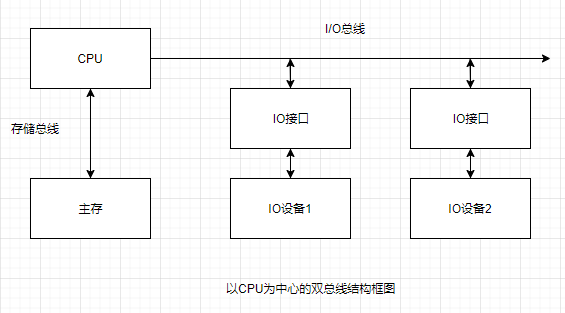 I/O总线
CPU
存储总线
IO接口
IO接口
主存
IO设备1
IO设备2
以CPU为中心的双总线结构框图